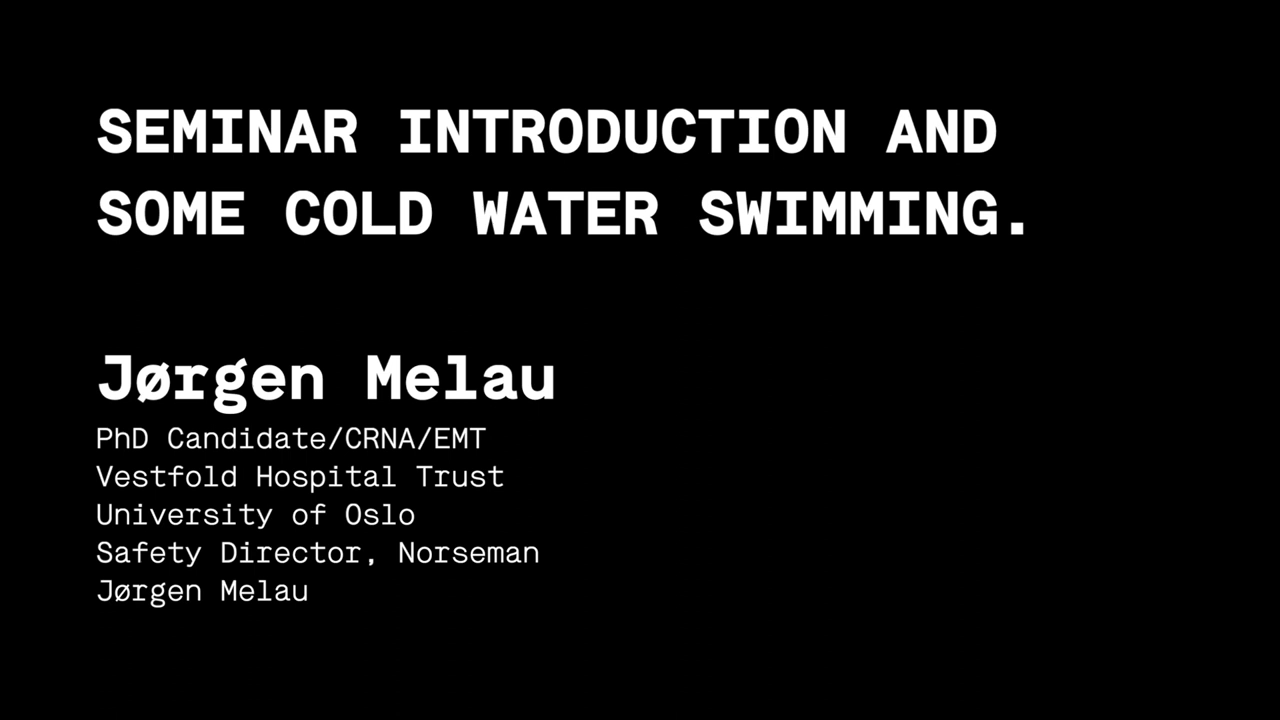 SEMINAR INTRODUCTION AND
SOME COLD WATER SWIMMING.
Jørgen Melau
PhD Candidate/CRNA/EMT
Vestfold Hospital Trust
University of Oslo
Safety Director, Norseman
Jørgen Melau